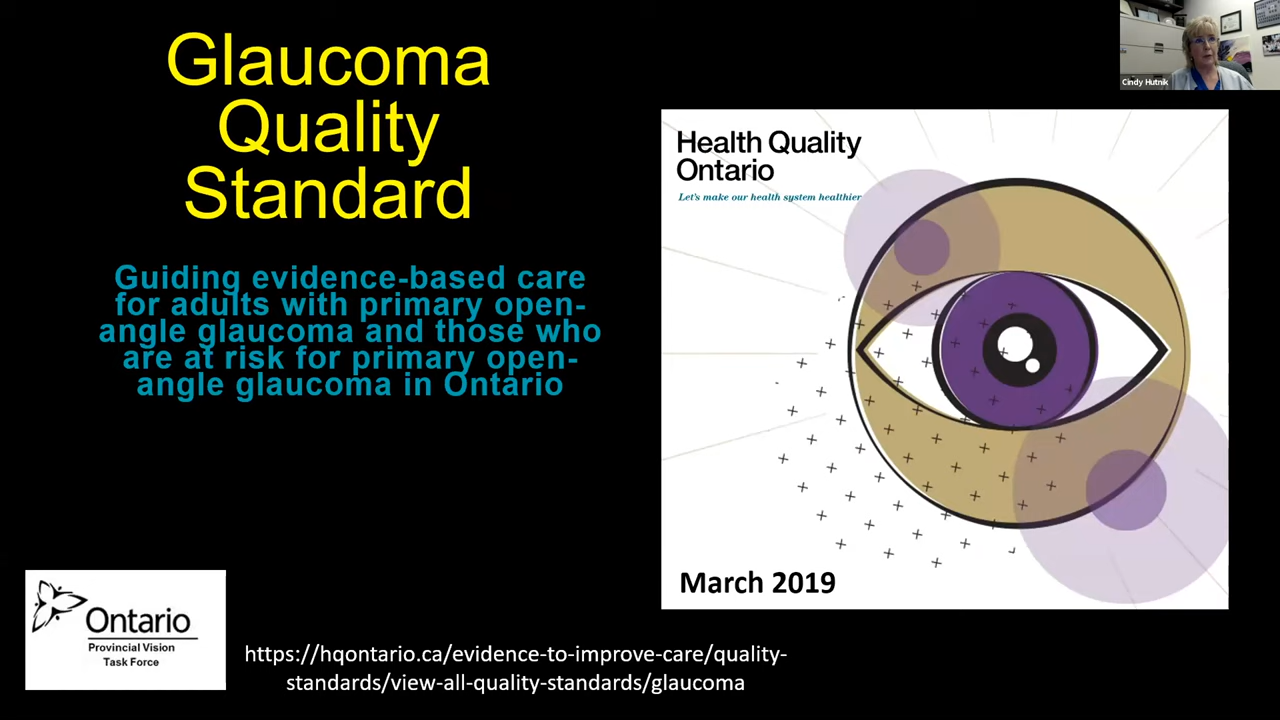 Glaucoma
Quality
Standard
Guiding evidence-based care
for adults with primary open-
angle glaucoma and those who
are at risk for primary open-
angle glaucoma in Ontario
Cindy Hutnik
Health Quality
Ontario
Let's make our health system healthier
March 2019
Ontario
Provincial Vision
Task Force
https://hqontario.ca/evidence-to-improve-care/quality-
standards/view-all-quality-standards/glaucoma